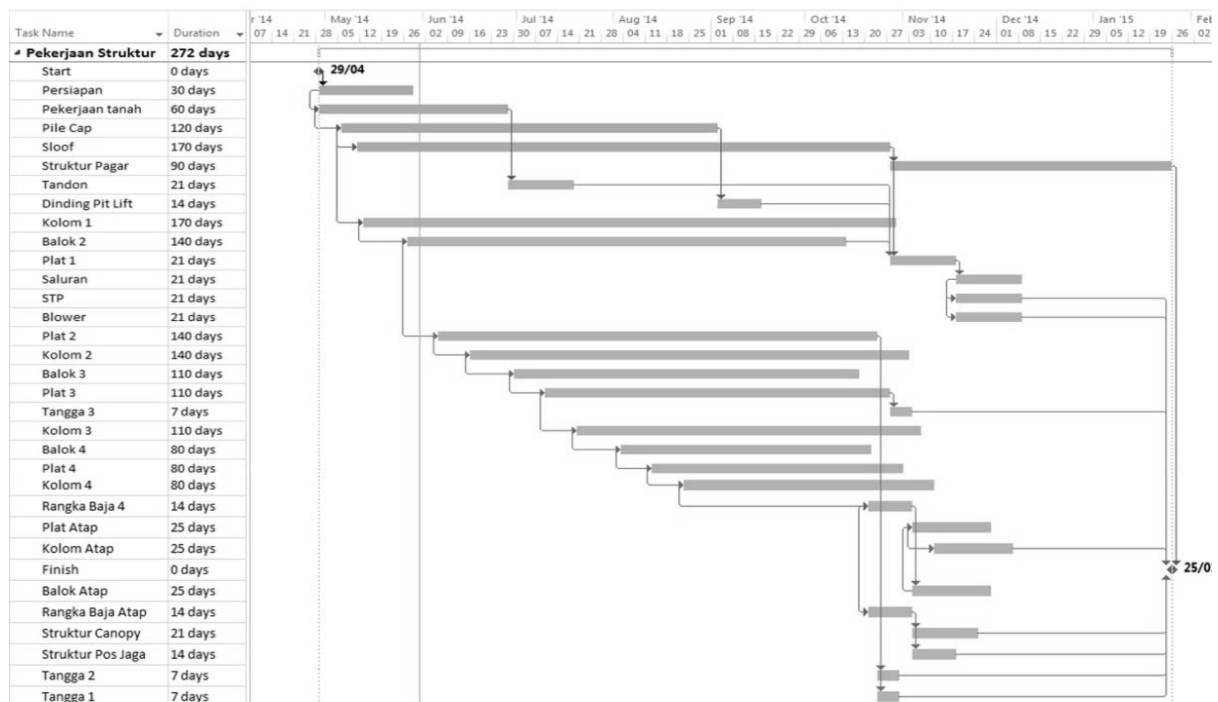 r '14 May '14 Jun '14 Jul '14 Aug '14 Sep '14 Oct '14 Nov '14 Dec '14 Jan '15 Feb
Task Name Duration 07 14 21 28 05 12 19 26 02 09 16 23 30 07 14 21 28 04 11 18 25 01 08 15 22 29 06 13 20 27 03 10 17 24 01 08 15 22 29 05 12 19 26 02
Pekerjaan Struktur 272 days
Start 0 days 29/04
Persiapan 30 days
Pekerjaan tanah 60 days
Pile Cap 120 days
Sloof 170 days
Struktur Pagar 90 days
Tandon 21 days
Dinding Pit Lift 14 days
Kolom 1 170 days
Balok 2 140 days
Plat 1 21 days
Saluran 21 days
STP 21 days
Blower 21 days
Plat 2 140 days
Kolom 2 140 days
Balok 3 110 days
Plat 3 110 days
Tangga 3 7 days
Kolom 3 110 days
Balok 4 80 days
Plat 4 80 days
Kolom 4 80 days
Rangka Baja 4 14 days
Plat Atap 25 days
Kolom Atap 25 days
Finish 0 days 25/0
Balok Atap 25 days
Rangka Baja Atap 14 days
Struktur Canopy 21 days
Struktur Pos Jaga 14 days
Tangga 2 7 days
Tangga 1 7 days